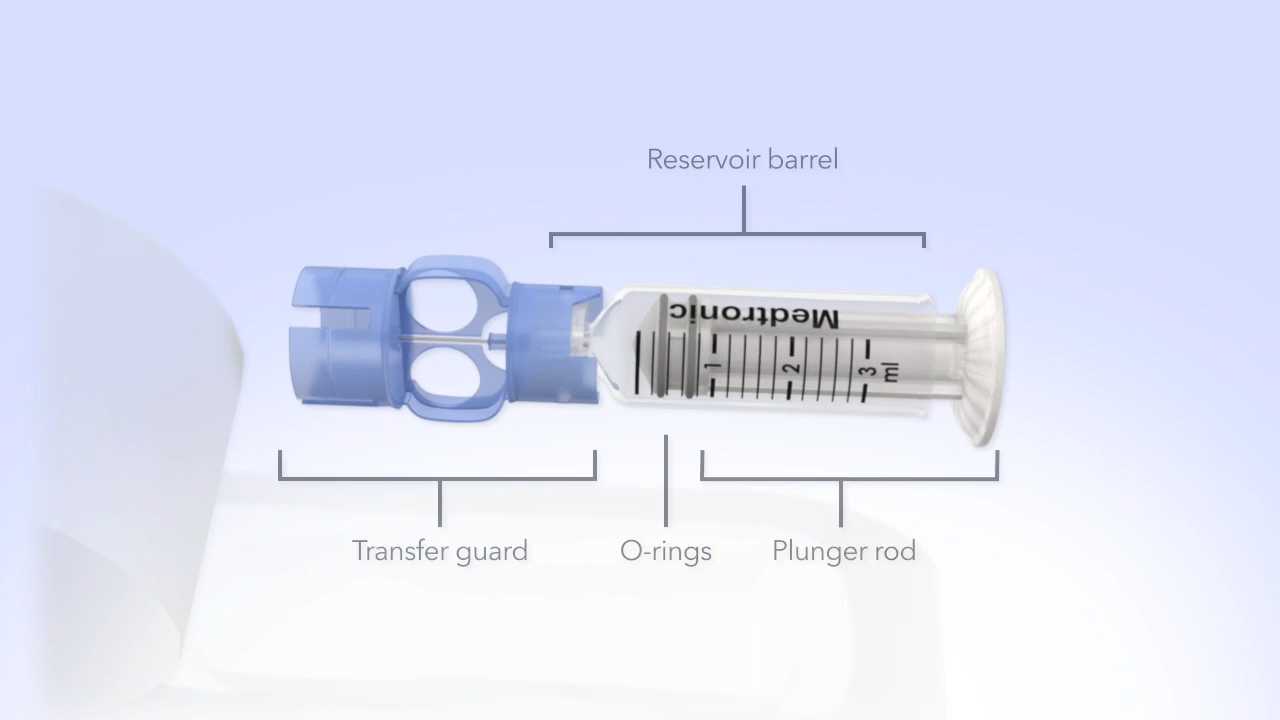 Reservoir barrel
Medtronic
1 2 3 ml
Transfer guard O-rings Plunger rod